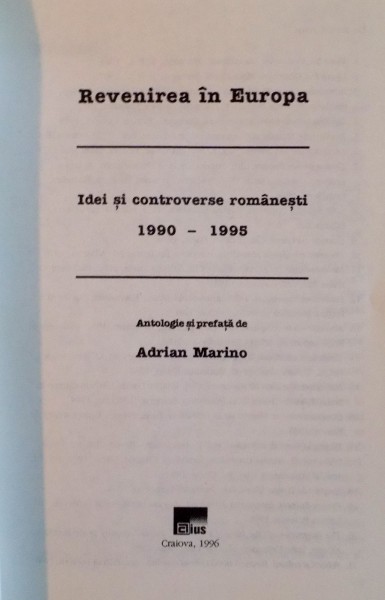 Revenirea în Europa
Idei și controverse românești
1990 – 1995
Antologie și prefață de
Adrian Marino
aius
Craiova, 1996